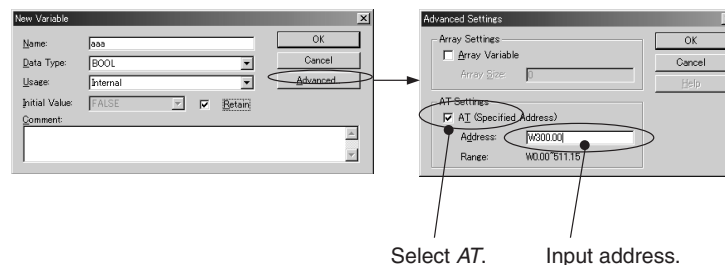 New Variable
Name: aaa
Data Type: BOOL
Usage: Internal
Initial Value: FALSE Retain
Comment:
OK
Cancel
Advanced
Advanced Settings
Array Settings
Array Variable
Array Size: 0
AT Settings
AT (Specified Address)
Address: W300.00
Range: W0.00~511.15
OK
Cancel
Help
Select AT.
Input address.